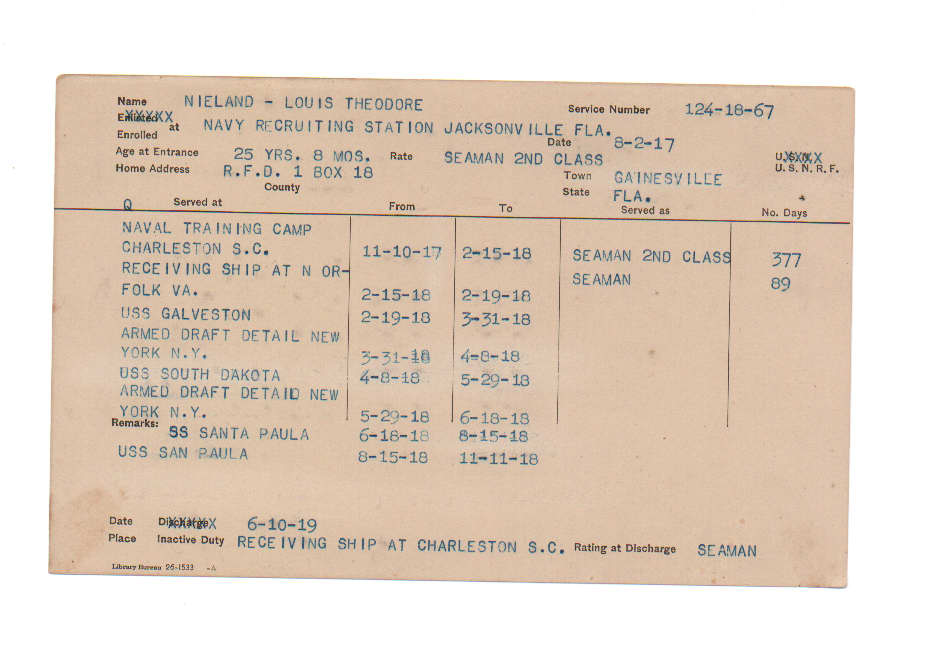 Name NIELAND - LOUIS THEODORE Service Number 124-18-67
Enlisted XXXXX
Enrolled at NAVY RECRUITING STATION JACKSONVILLE FLA. Date 8-2-17
Age at Entrance 25 YRS. 8 MOS. Rate SEAMAN 2ND CLASS U.S.N. XXXX
Home Address R.F.D. 1 BOX 18 Town GAINESVILLE U. S. N. R. F.
County State FLA.
Q Served at From To Served as No. Days
NAVAL TRAINING CAMP
CHARLESTON S.C. 11-10-17 2-15-18 SEAMAN 2ND CLASS 377
RECEIVING SHIP AT N OR- SEAMAN 89
FOLK VA. 2-15-18 2-19-18
USS GALVESTON 2-19-18 3-31-18
ARMED DRAFT DETAIL NEW
YORK N.Y. 3-31-18 4-8-18
USS SOUTH DAKOTA 4-8-18 5-29-18
ARMED DRAFT DETAIL NEW
YORK N.Y. 5-29-18 6-18-18
Remarks: SS SANTA PAULA 6-18-18 8-15-18
USS SAN PAULA 8-15-18 11-11-18
Date Discharge XXXXX 6-10-19
Place Inactive Duty RECEIVING SHIP AT CHARLESTON S.C. Rating at Discharge SEAMAN
Library Bureau 26-1533 -A